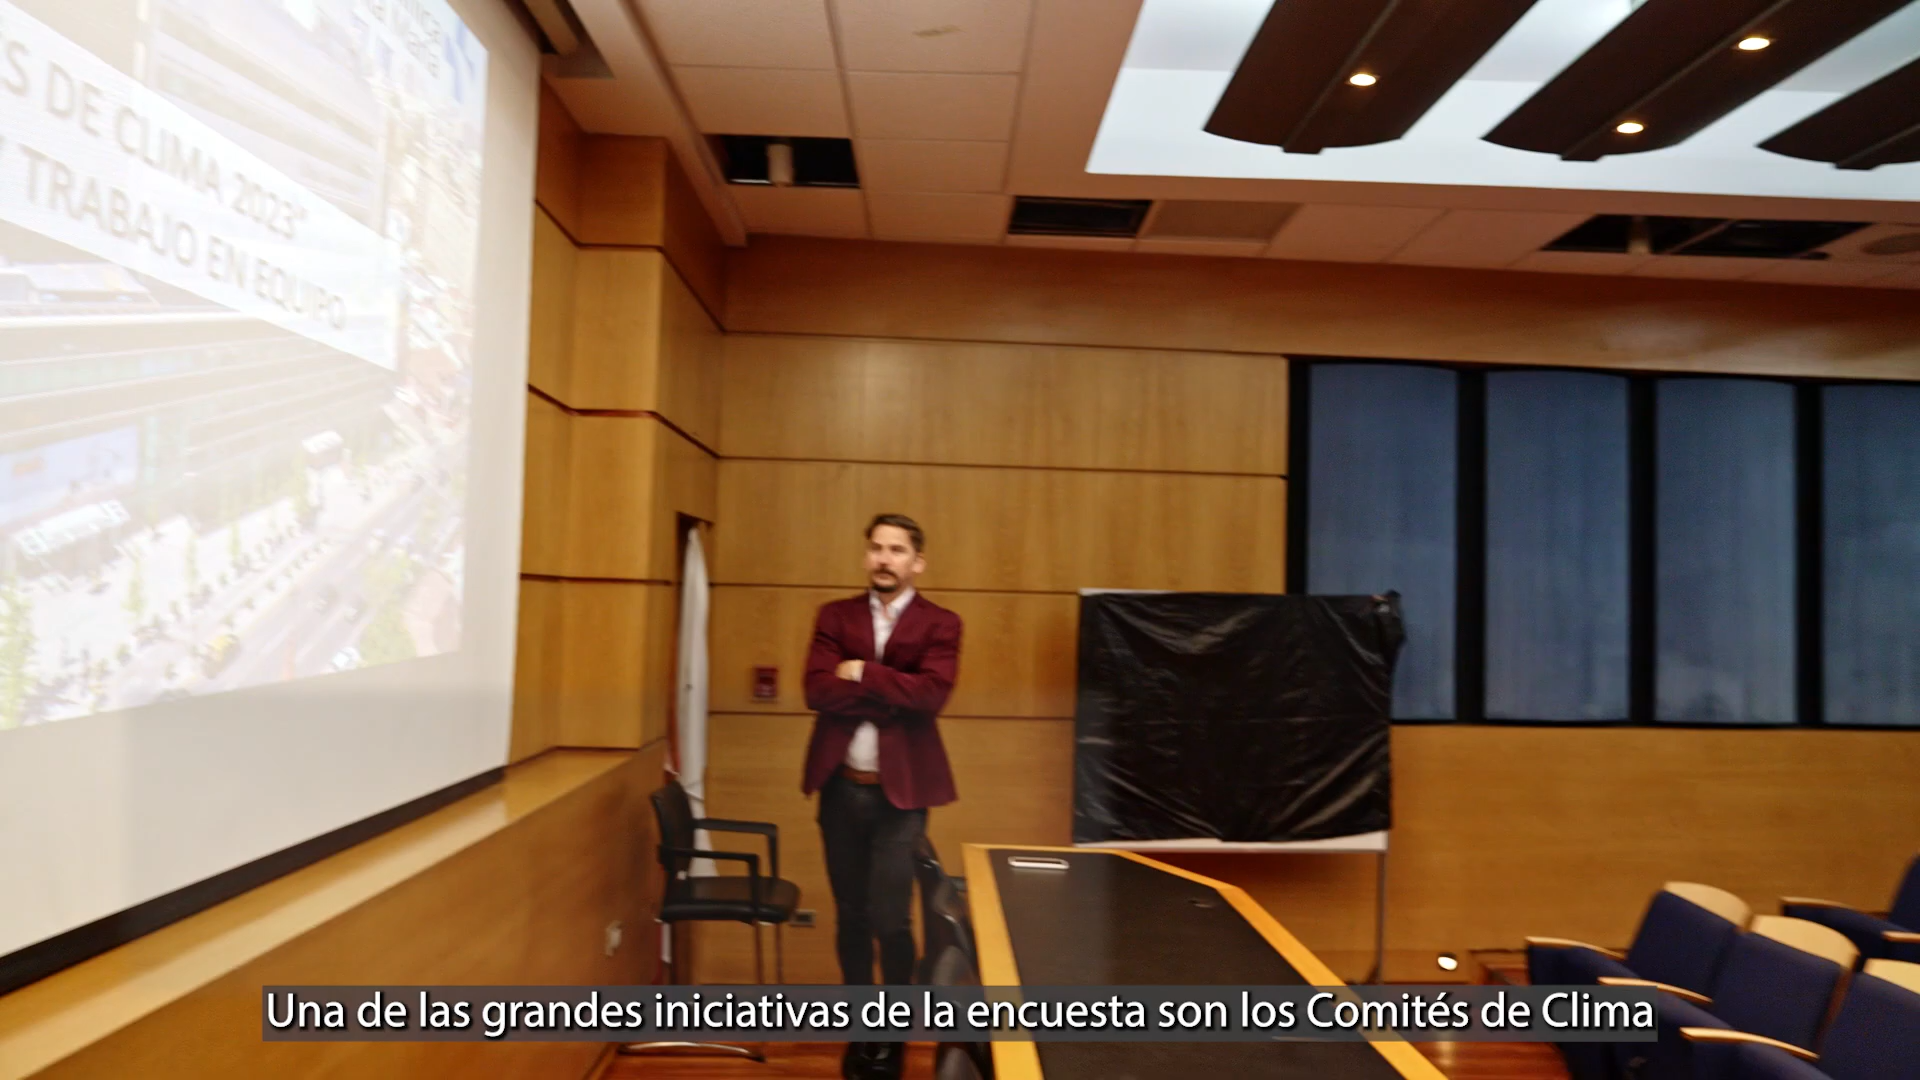 S DE CLIMA 2023"
Y TRABAJO EN EQUIPO
Una de las grandes iniciativas de la encuesta son los Comités de Clima